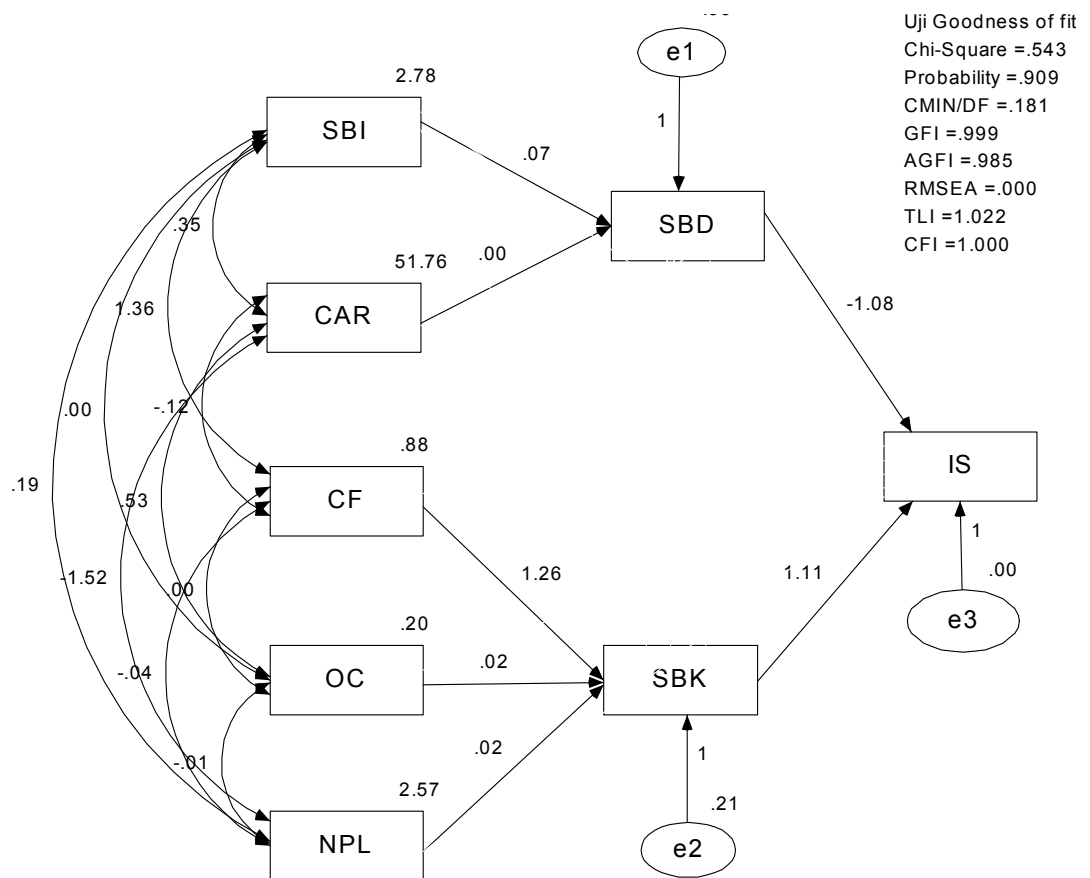 Uji Goodness of fit
Chi-Square =.543
Probability =.909
CMIN/DF =.181
GFI =.999
AGFI =.985
RMSEA =.000
TLI =1.022
CFI =1.000
e1
1
2.78
SBI
.07
SBD
.35
51.76
CAR
.00
-1.08
1.36
-.12
.00
.88
CF
IS
.19
.53
1
.00
e3
-1.52
.00
1.26
1.11
.20
OC
.02
SBK
-.04
.02
1
-.01
2.57
NPL
.21
e2